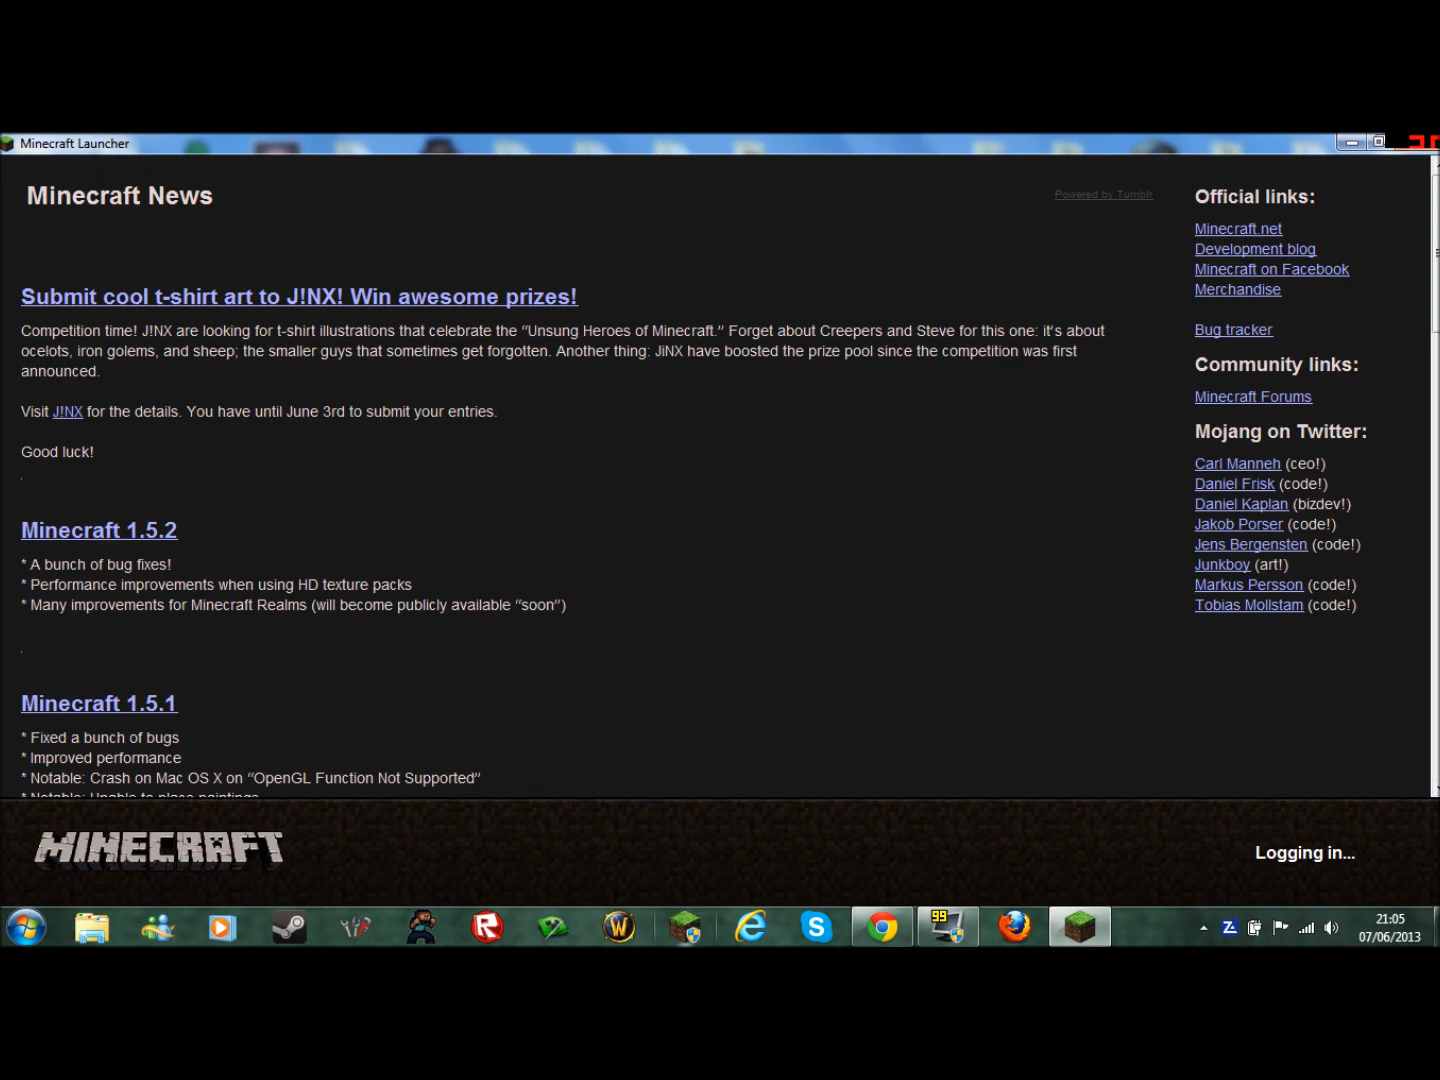 Minecraft Launcher
Minecraft News
Powered by Tumblr
Submit cool t-shirt art to J!NX! Win awesome prizes!
Competition time! J!NX are looking for t-shirt illustrations that celebrate the “Unsung Heroes of Minecraft.” Forget about Creepers and Steve for this one: it's about
ocelots, iron golems, and sheep; the smaller guys that sometimes get forgotten. Another thing: JiNX have boosted the prize pool since the competition was first
announced.
Visit J!NX for the details. You have until June 3rd to submit your entries.
Good luck!
.
Minecraft 1.5.2
* A bunch of bug fixes!
* Performance improvements when using HD texture packs
* Many improvements for Minecraft Realms (will become publicly available “soon”)
.
Minecraft 1.5.1
* Fixed a bunch of bugs
* Improved performance
* Notable: Crash on Mac OS X on “OpenGL Function Not Supported”
* Notable: Unable to place paintings
Official links:
Minecraft.net
Development blog
Minecraft on Facebook
Merchandise
Bug tracker
Community links:
Minecraft Forums
Mojang on Twitter:
Carl Manneh (ceo!)
Daniel Frisk (code!)
Daniel Kaplan (bizdev!)
Jakob Porser (code!)
Jens Bergensten (code!)
Junkboy (art!)
Markus Persson (code!)
Tobias Mollstam (code!)
MINECRAFT
Logging in...
99
21:05
07/06/2013